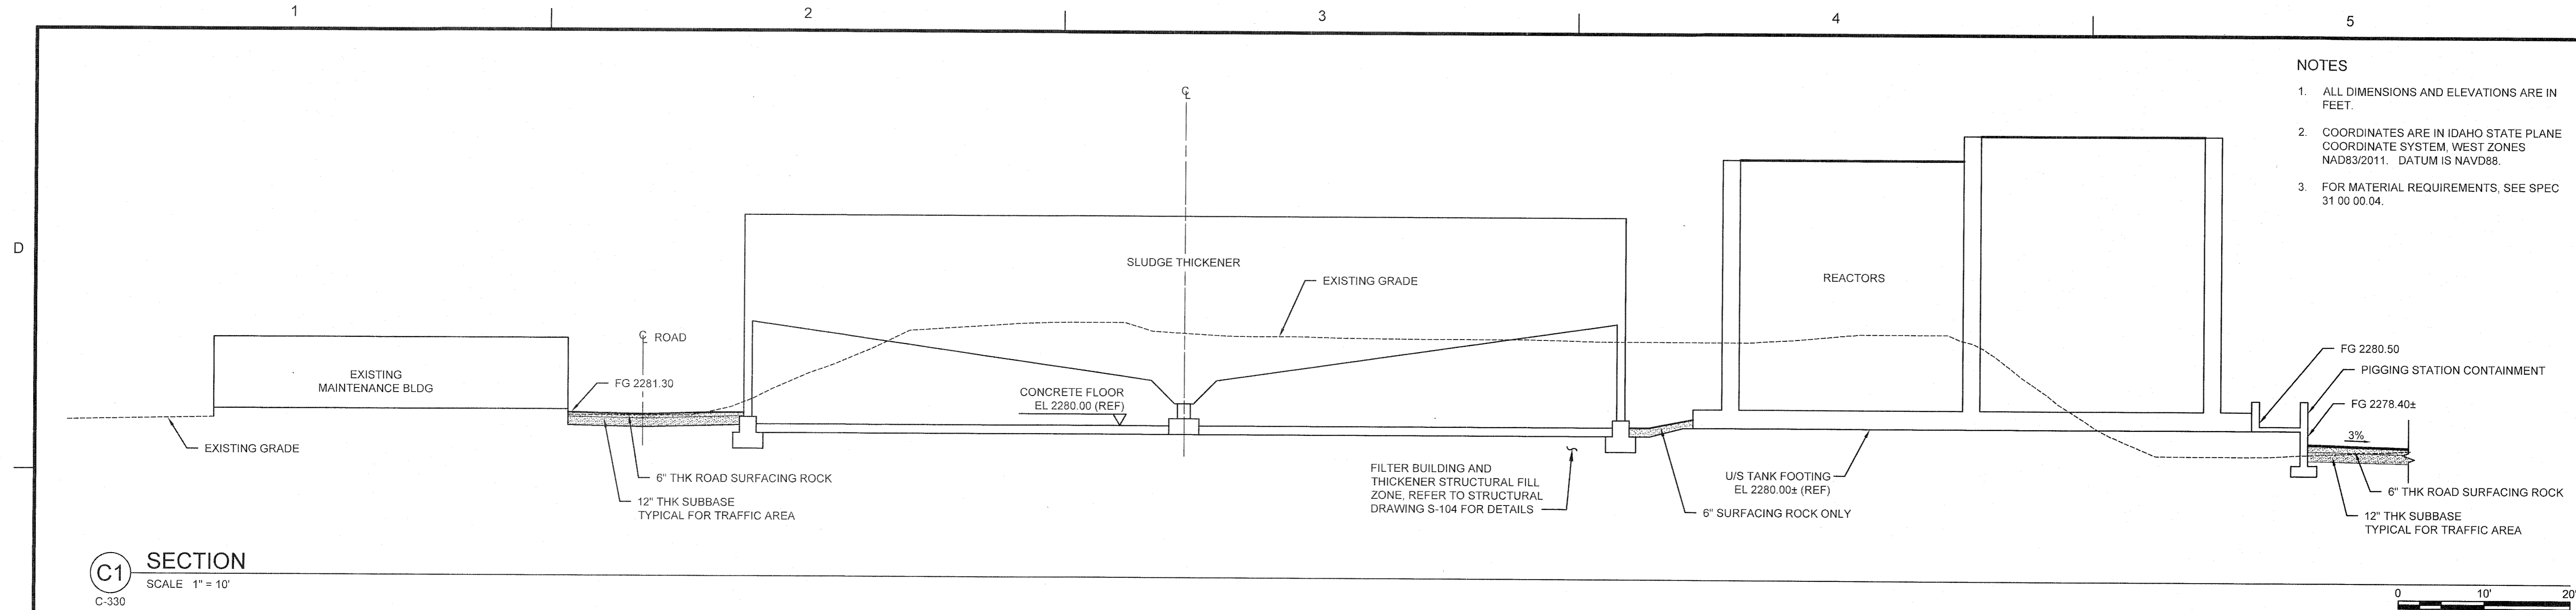 1 2 3 4 5
D
NOTES
1. ALL DIMENSIONS AND ELEVATIONS ARE IN
FEET.
2. COORDINATES ARE IN IDAHO STATE PLANE
COORDINATE SYSTEM, WEST ZONES
NAD83/2011. DATUM IS NAVD88.
3. FOR MATERIAL REQUIREMENTS, SEE SPEC
31 00 00.04.
℄
SLUDGE THICKENER
EXISTING GRADE
REACTORS
℄ ROAD
EXISTING
MAINTENANCE BLDG
FG 2281.30
CONCRETE FLOOR
EL 2280.00 (REF)
FG 2280.50
PIGGING STATION CONTAINMENT
FG 2278.40±
3%
EXISTING GRADE
6" THK ROAD SURFACING ROCK
12" THK SUBBASE
TYPICAL FOR TRAFFIC AREA
FILTER BUILDING AND
THICKENER STRUCTURAL FILL
ZONE, REFER TO STRUCTURAL
DRAWING S-104 FOR DETAILS
U/S TANK FOOTING
EL 2280.00± (REF)
6" SURFACING ROCK ONLY
6" THK ROAD SURFACING ROCK
12" THK SUBBASE
TYPICAL FOR TRAFFIC AREA
C1 SECTION
SCALE 1" = 10'
C-330
0 10' 20'